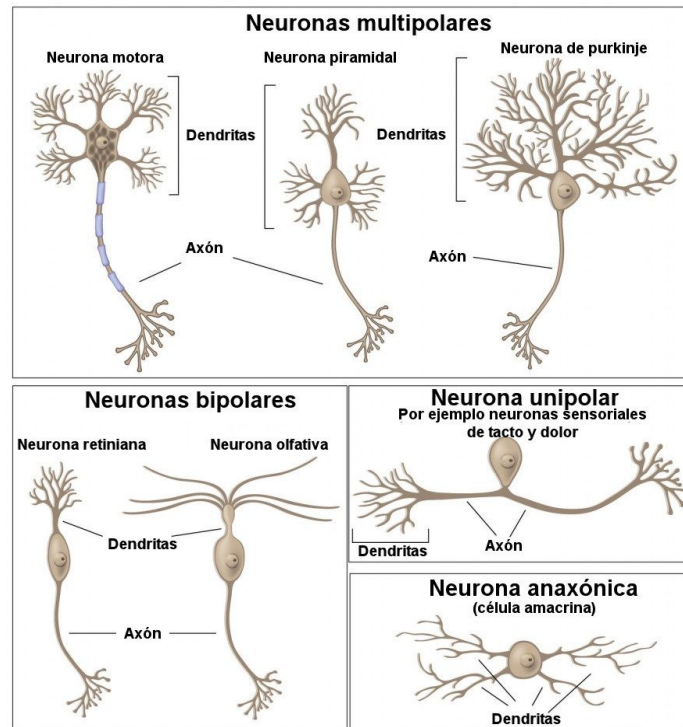 Neuronas multipolares
Neurona motora
Neurona piramidal
Neurona de purkinje
Dendritas
Dendritas
Axón
Axón
Neuronas bipolares
Neurona retiniana
Neurona olfativa
Dendritas
Axón
Neurona unipolar
Por ejemplo neuronas sensoriales
de tacto y dolor
Dendritas
Axón
Neurona anaxónica
(célula amacrina)
Dendritas